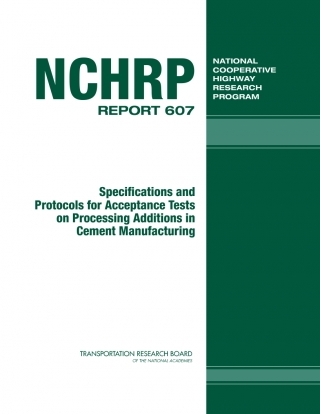 NCHRP
REPORT 607
NATIONAL
COOPERATIVE
HIGHWAY
RESEARCH
PROGRAM
Specifications and
Protocols for Acceptance Tests
on Processing Additions in
Cement Manufacturing
TRANSPORTATION RESEARCH BOARD
OF THE NATIONAL ACADEMIES